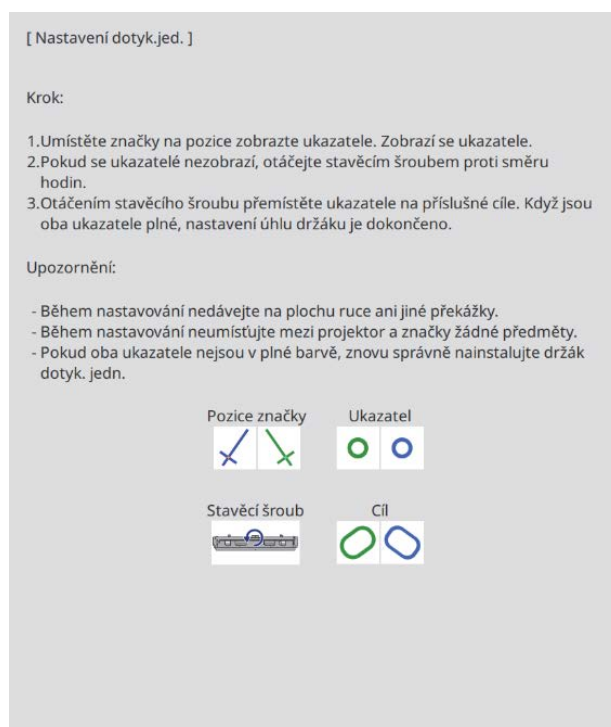 [ Nastavení dotyk.jed. ]
Krok:
1.Umístěte značky na pozice zobrazte ukazatele. Zobrazí se ukazatele.
2.Pokud se ukazatelé nezobrazí, otáčejte stavěcím šroubem proti směru
hodin.
3.Otáčením stavěcího šroubu přemístěte ukazatele na příslušné cíle. Když jsou
oba ukazatele plné, nastavení úhlu držáku je dokončeno.
Upozornění:
- Během nastavování nedávejte na plochu ruce ani jiné překážky.
- Během nastavování neumísťujte mezi projektor a značky žádné předměty.
- Pokud oba ukazatele nejsou v plné barvě, znovu správně nainstalujte držák
dotyk. jedn.
Pozice značky Ukazatel
Stavěcí šroub Cíl